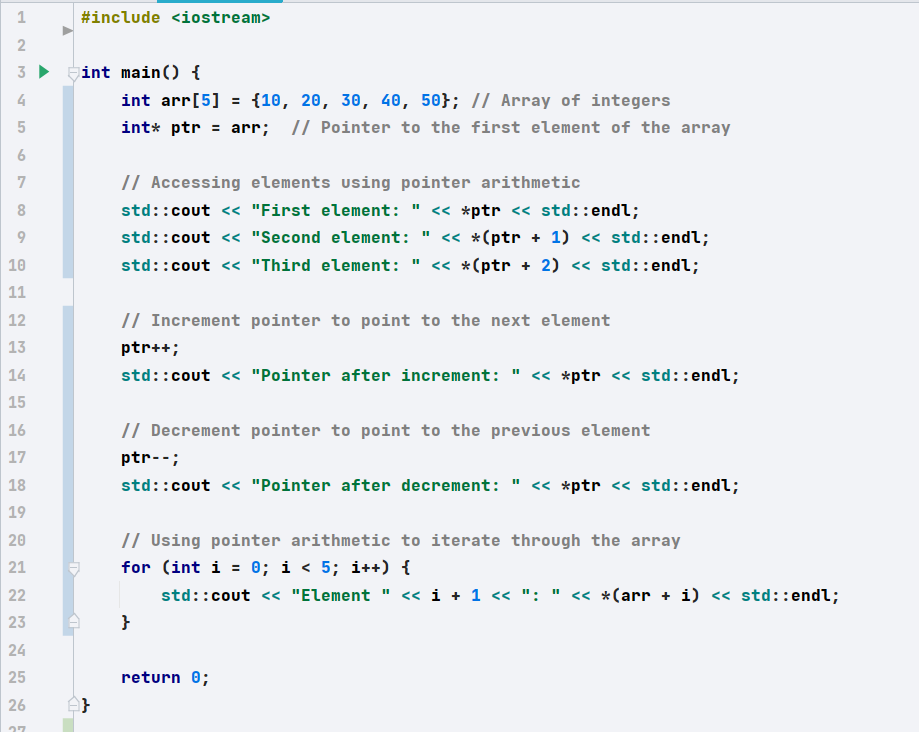 1 #include <iostream>
2
3 int main() {
4     int arr[5] = {10, 20, 30, 40, 50}; // Array of integers
5     int* ptr = arr;  // Pointer to the first element of the array
6
7     // Accessing elements using pointer arithmetic
8     std::cout << "First element: " << *ptr << std::endl;
9     std::cout << "Second element: " << *(ptr + 1) << std::endl;
10     std::cout << "Third element: " << *(ptr + 2) << std::endl;
11
12     // Increment pointer to point to the next element
13     ptr++;
14     std::cout << "Pointer after increment: " << *ptr << std::endl;
15
16     // Decrement pointer to point to the previous element
17     ptr--;
18     std::cout << "Pointer after decrement: " << *ptr << std::endl;
19
20     // Using pointer arithmetic to iterate through the array
21     for (int i = 0; i < 5; i++) {
22         std::cout << "Element " << i + 1 << ": " << *(arr + i) << std::endl;
23     }
24
25     return 0;
26 }
27